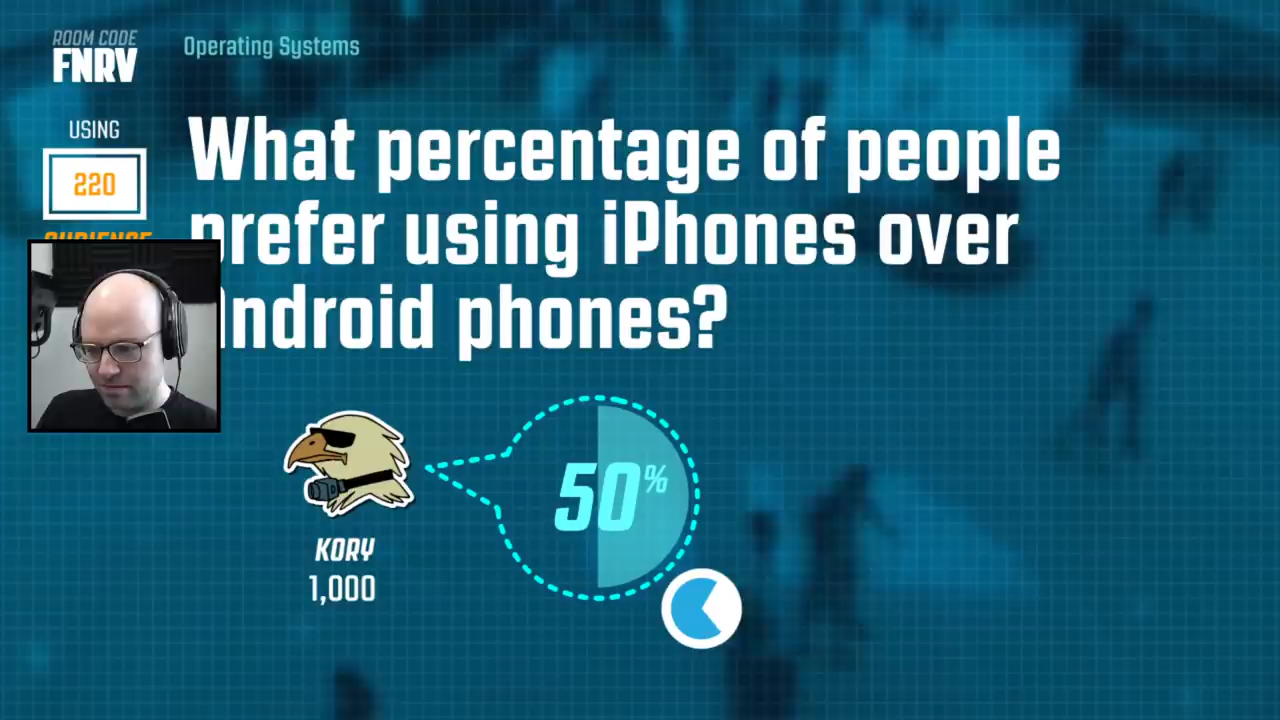 ROOM CODE
FNRV
Operating Systems
USING
220
What percentage of people
prefer using iPhones over
Android phones?
50%
KORY
1,000